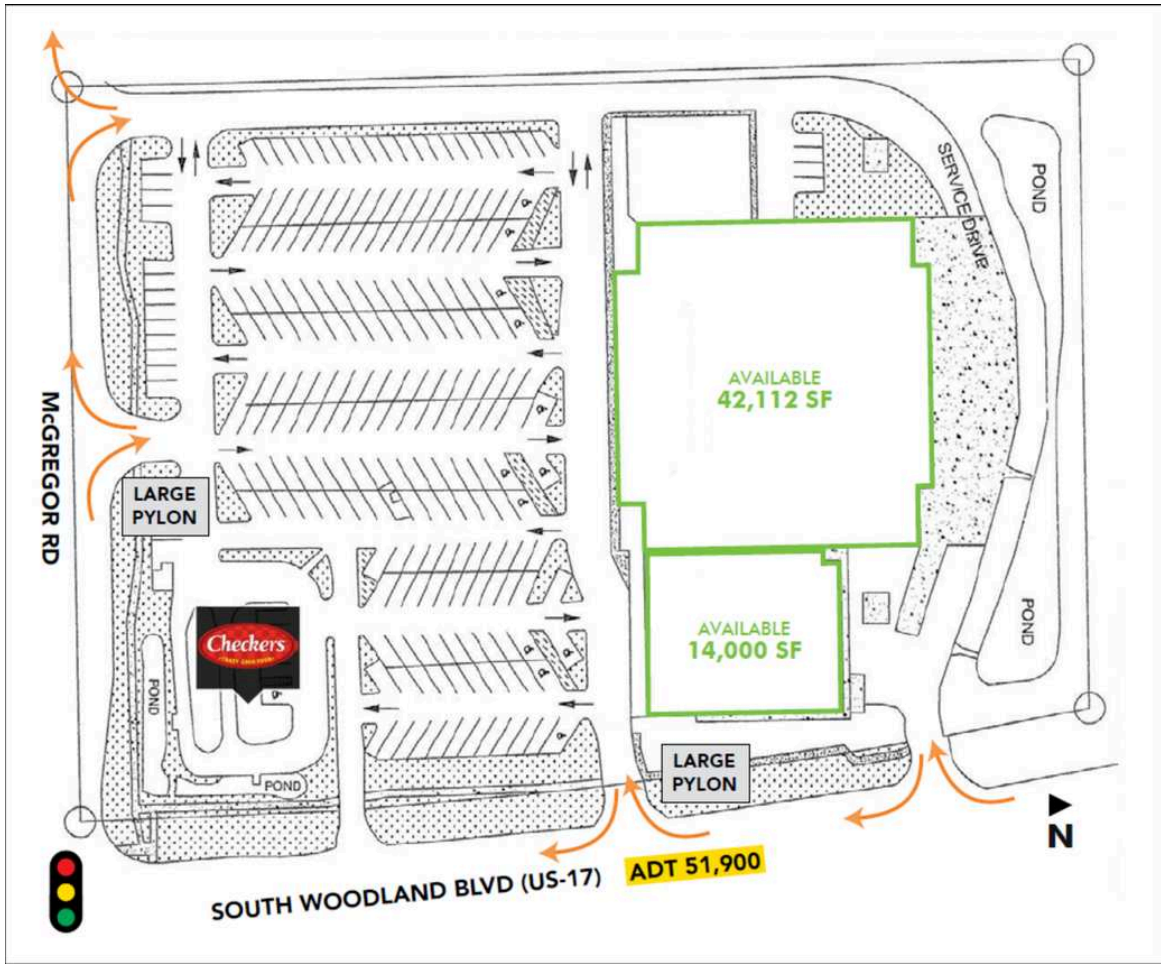 SERVICE DRIVE
POND
AVAILABLE
42,112 SF
McGREGOR RD
LARGE
PYLON
POND
AVAILABLE
14,000 SF
Checkers
POND
POND
LARGE
PYLON
N
ADT 51,900
SOUTH WOODLAND BLVD (US-17)